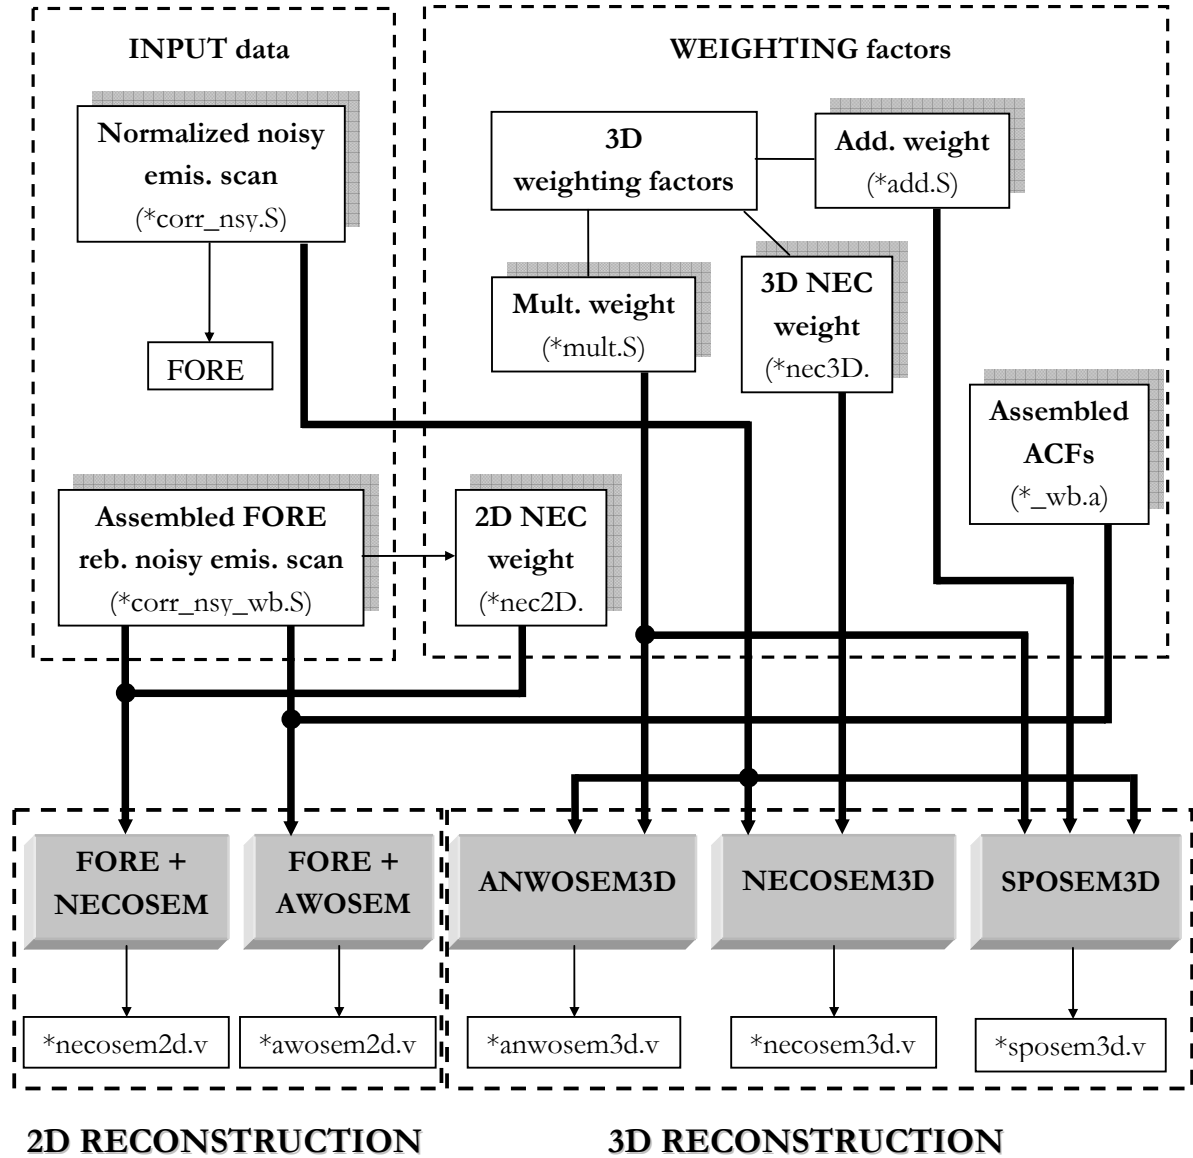 INPUT data
Normalized noisy
emis. scan
(*corr_nsy.S)
FORE
Assembled FORE
reb. noisy emis. scan
(*corr_nsy_wb.S)
WEIGHTING factors
3D
weighting factors
Add. weight
(*add.S)
Mult. weight
(*mult.S)
3D NEC
weight
(*nec3D.
Assembled
ACFs
(*_wb.a)
2D NEC
weight
(*nec2D.
FORE +
NECOSEM
FORE +
AWOSEM
ANWOSEM3D
NECOSEM3D
SPOSEM3D
*necosem2d.v
*awosem2d.v
*anwosem3d.v
*necosem3d.v
*sposem3d.v
2D RECONSTRUCTION
3D RECONSTRUCTION